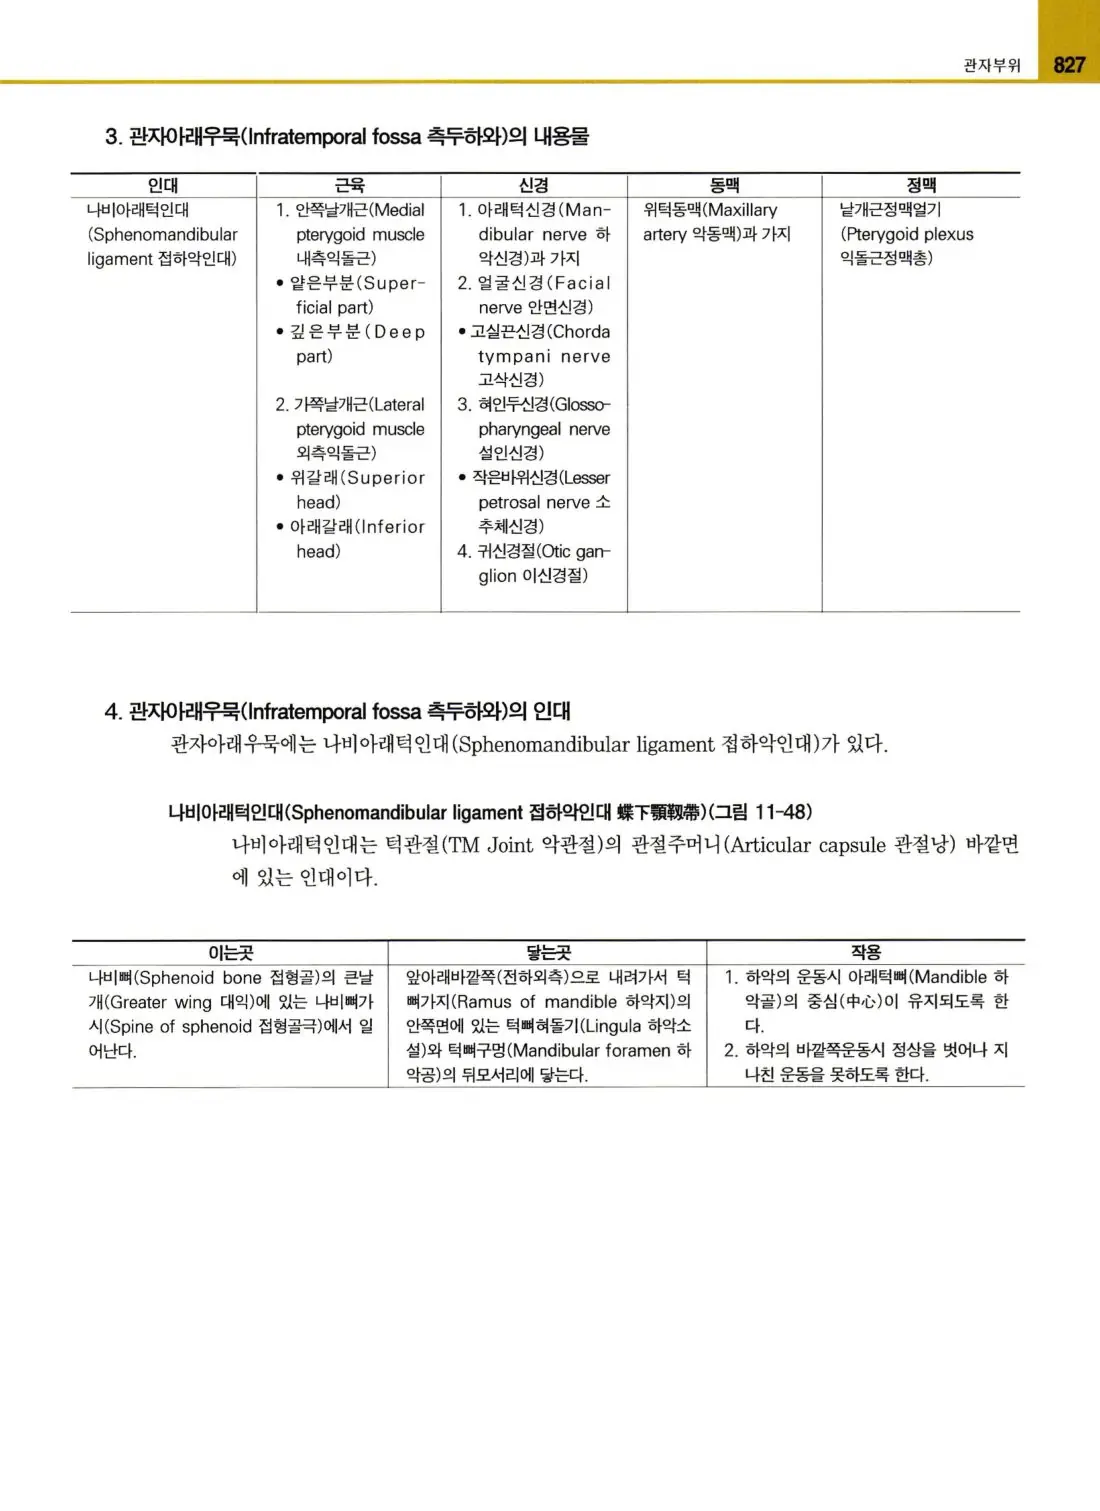 관자부위 827
3. 관자아래우묵(Infratemporal fossa 측두하와)의 내용물
인대
나비아래턱인대
(Sphenomandibular
ligament 접하악인대)
근육
1. 안쪽날개근(Medial
pterygoid muscle
내측익돌근)
• 얕은부분(Super-
ficial part)
• 깊은부분(Deep
part)
2. 가쪽날개근(Lateral
pterygoid muscle
외측익돌근)
• 위갈래(Superior
head)
• 아래갈래(Inferior
head)
신경
1. 아래턱신경(Man-
dibular nerve 하
악신경)과 가지
2. 얼굴신경(Facial
nerve 안면신경)
• 고실끈신경(Chorda
tympani nerve
고삭신경)
3. 혀인두신경(Glosso-
pharyngeal nerve
설인신경)
• 작은바위신경(Lesser
petrosal nerve 소
추체신경)
4. 귀신경절(Otic gan-
glion 이신경절)
동맥
위턱동맥(Maxillary
artery 악동맥)과 가지
정맥
낱개근정맥얼기
(Pterygoid plexus
익돌근정맥총)
4. 관자아래우묵(Infratemporal fossa 측두하와)의 인대
관자아래우묵에는 나비아래턱인대(Sphenomandibular ligament 접하악인대)가 있다.
나비아래턱인대(Sphenomandibular ligament 접하악인대 蝶下顎靱帶)(그림 11-48)
나비아래턱인대는 턱관절(TM Joint 악관절)의 관절주머니(Articular capsule 관절낭) 바깥면
에 있는 인대이다.
이는곳
나비뼈(Sphenoid bone 접형골)의 큰날
개(Greater wing 대익)에 있는 나비뼈가
시(Spine of sphenoid 접형골극)에서 일
어난다.
닿는곳
앞아래바깥쪽(전하외측)으로 내려가서 턱
뼈가지(Ramus of mandible 하악지)의
안쪽면에 있는 턱뼈혀돌기(Lingula 하악소
설)와 턱뼈구멍(Mandibular foramen 하
악공)의 뒤모서리에 닿는다.
작용
1. 하악의 운동시 아래턱뼈(Mandible 하
악골)의 중심(中心)이 유지되도록 한
다.
2. 하악의 바깥쪽운동시 정상을 벗어나 지
나친 운동을 못하도록 한다.